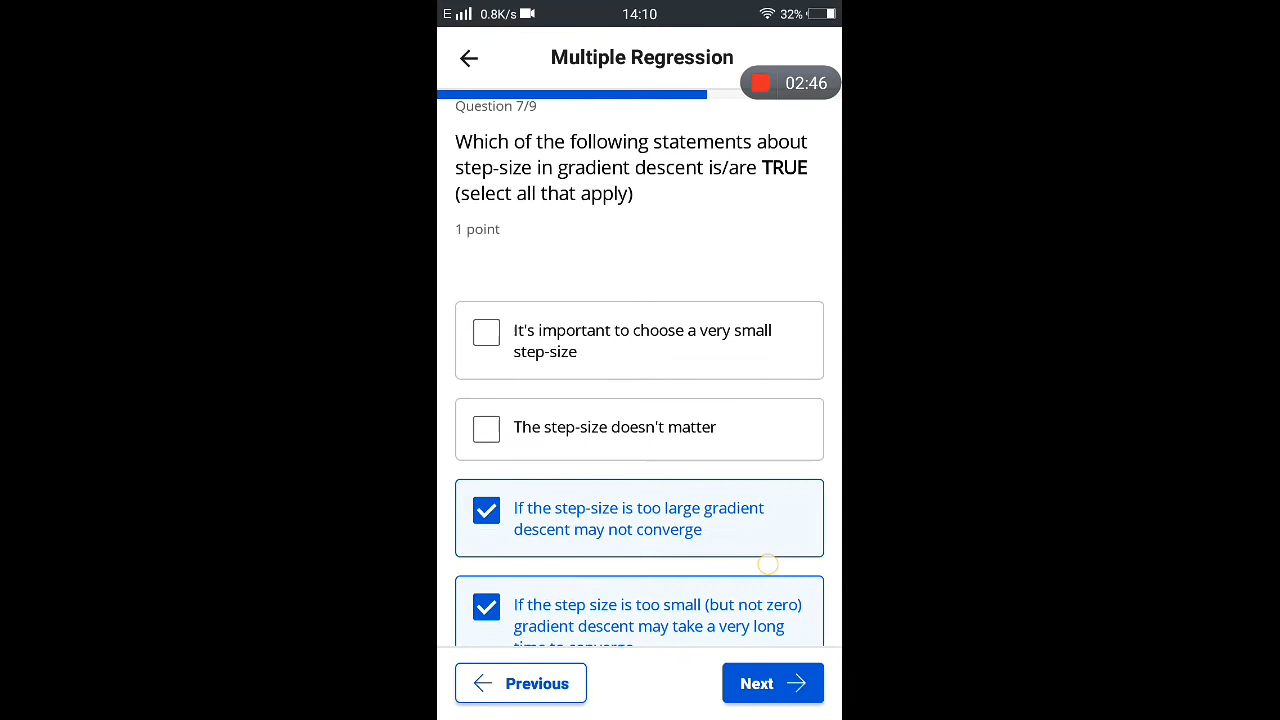 E 0.8K/s 14:10 32%
Multiple Regression
02:46
Question 7/9
Which of the following statements about
step-size in gradient descent is/are TRUE
(select all that apply)
1 point
It's important to choose a very small
step-size
The step-size doesn't matter
If the step-size is too large gradient
descent may not converge
If the step size is too small (but not zero)
gradient descent may take a very long
time to converge
Previous
Next